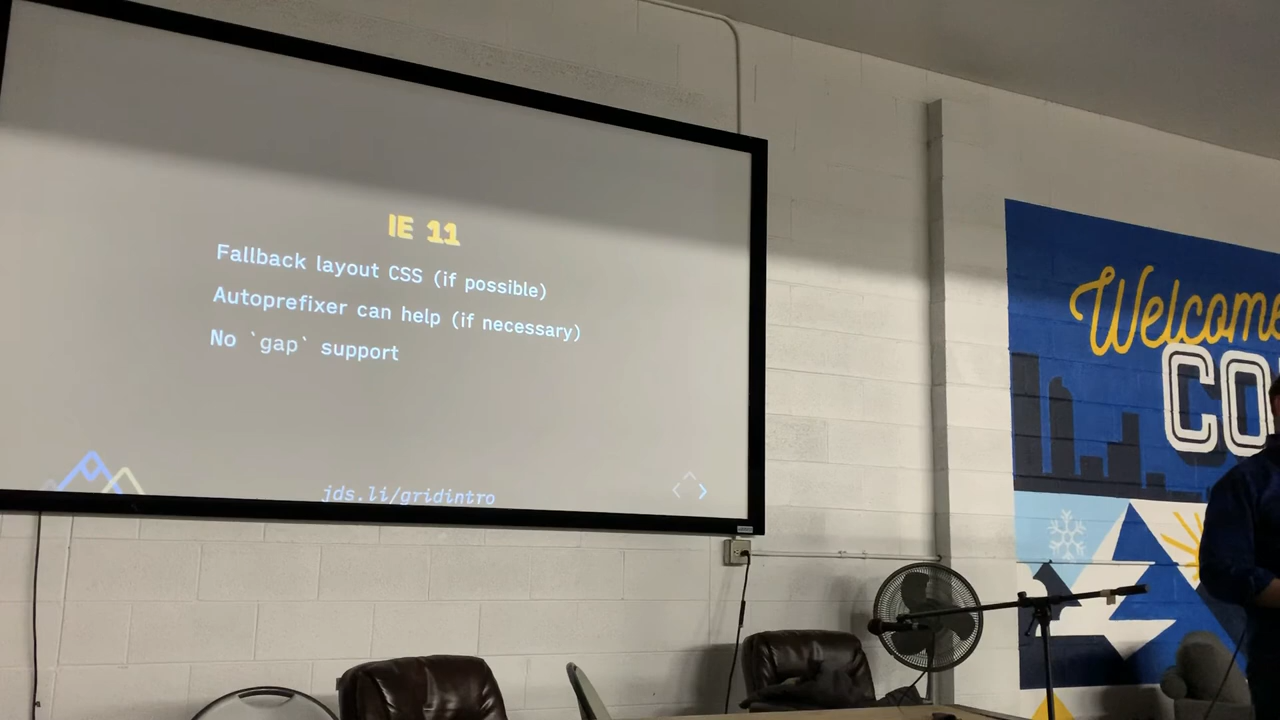 IE 11
Fallback layout CSS (if possible)
Autoprefixer can help (if necessary)
No `gap` support
jds.li/gridintro
Welcome